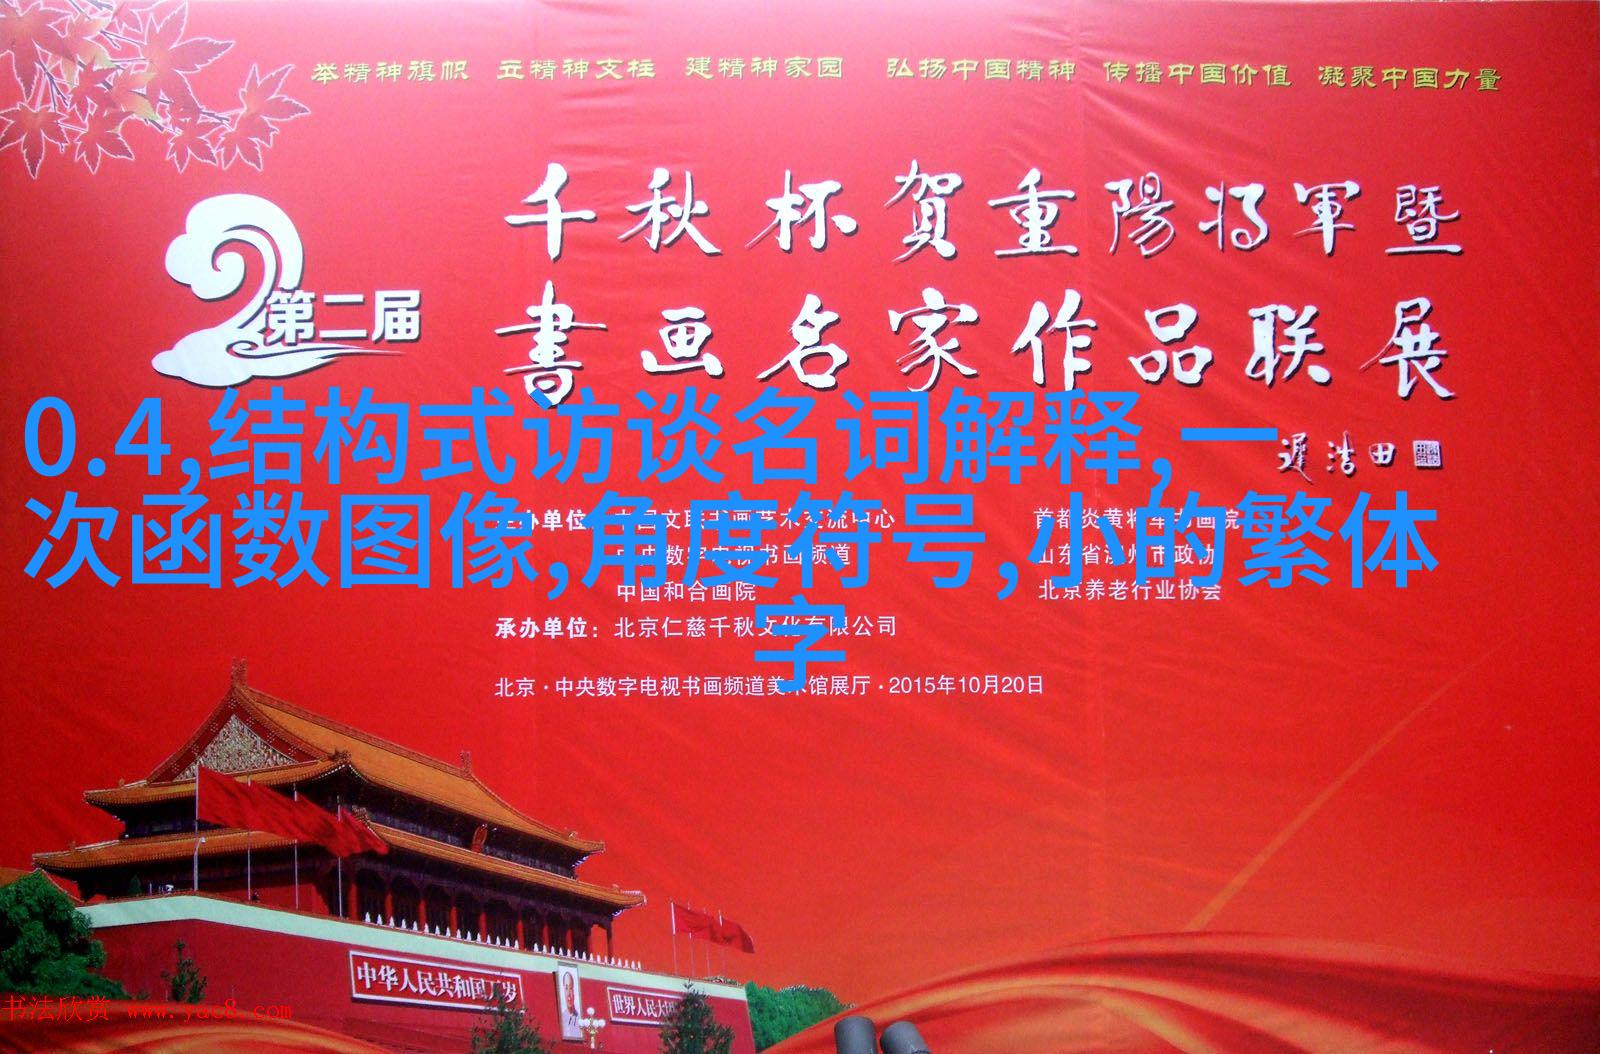 举精神旗帜 立精神支柱 建精神家园 弘扬中国精神 传播中国价值 凝聚中国力量
千秋杯賀重陽将軍暨
第二届
書画名家作品联展
0.4,结构式访谈名词解释,一
次函数图像,角度符号,小的繁体
字
遲浩田
中国和合画院
北京养老行业协会
承办单位：北京仁慈千秋文化有限公司
北京·中央数字电视书画频道美术馆展厅·2015年10月20日
中华人民共和国万岁
世界人民大团
书法欣赏 www.yac8.com